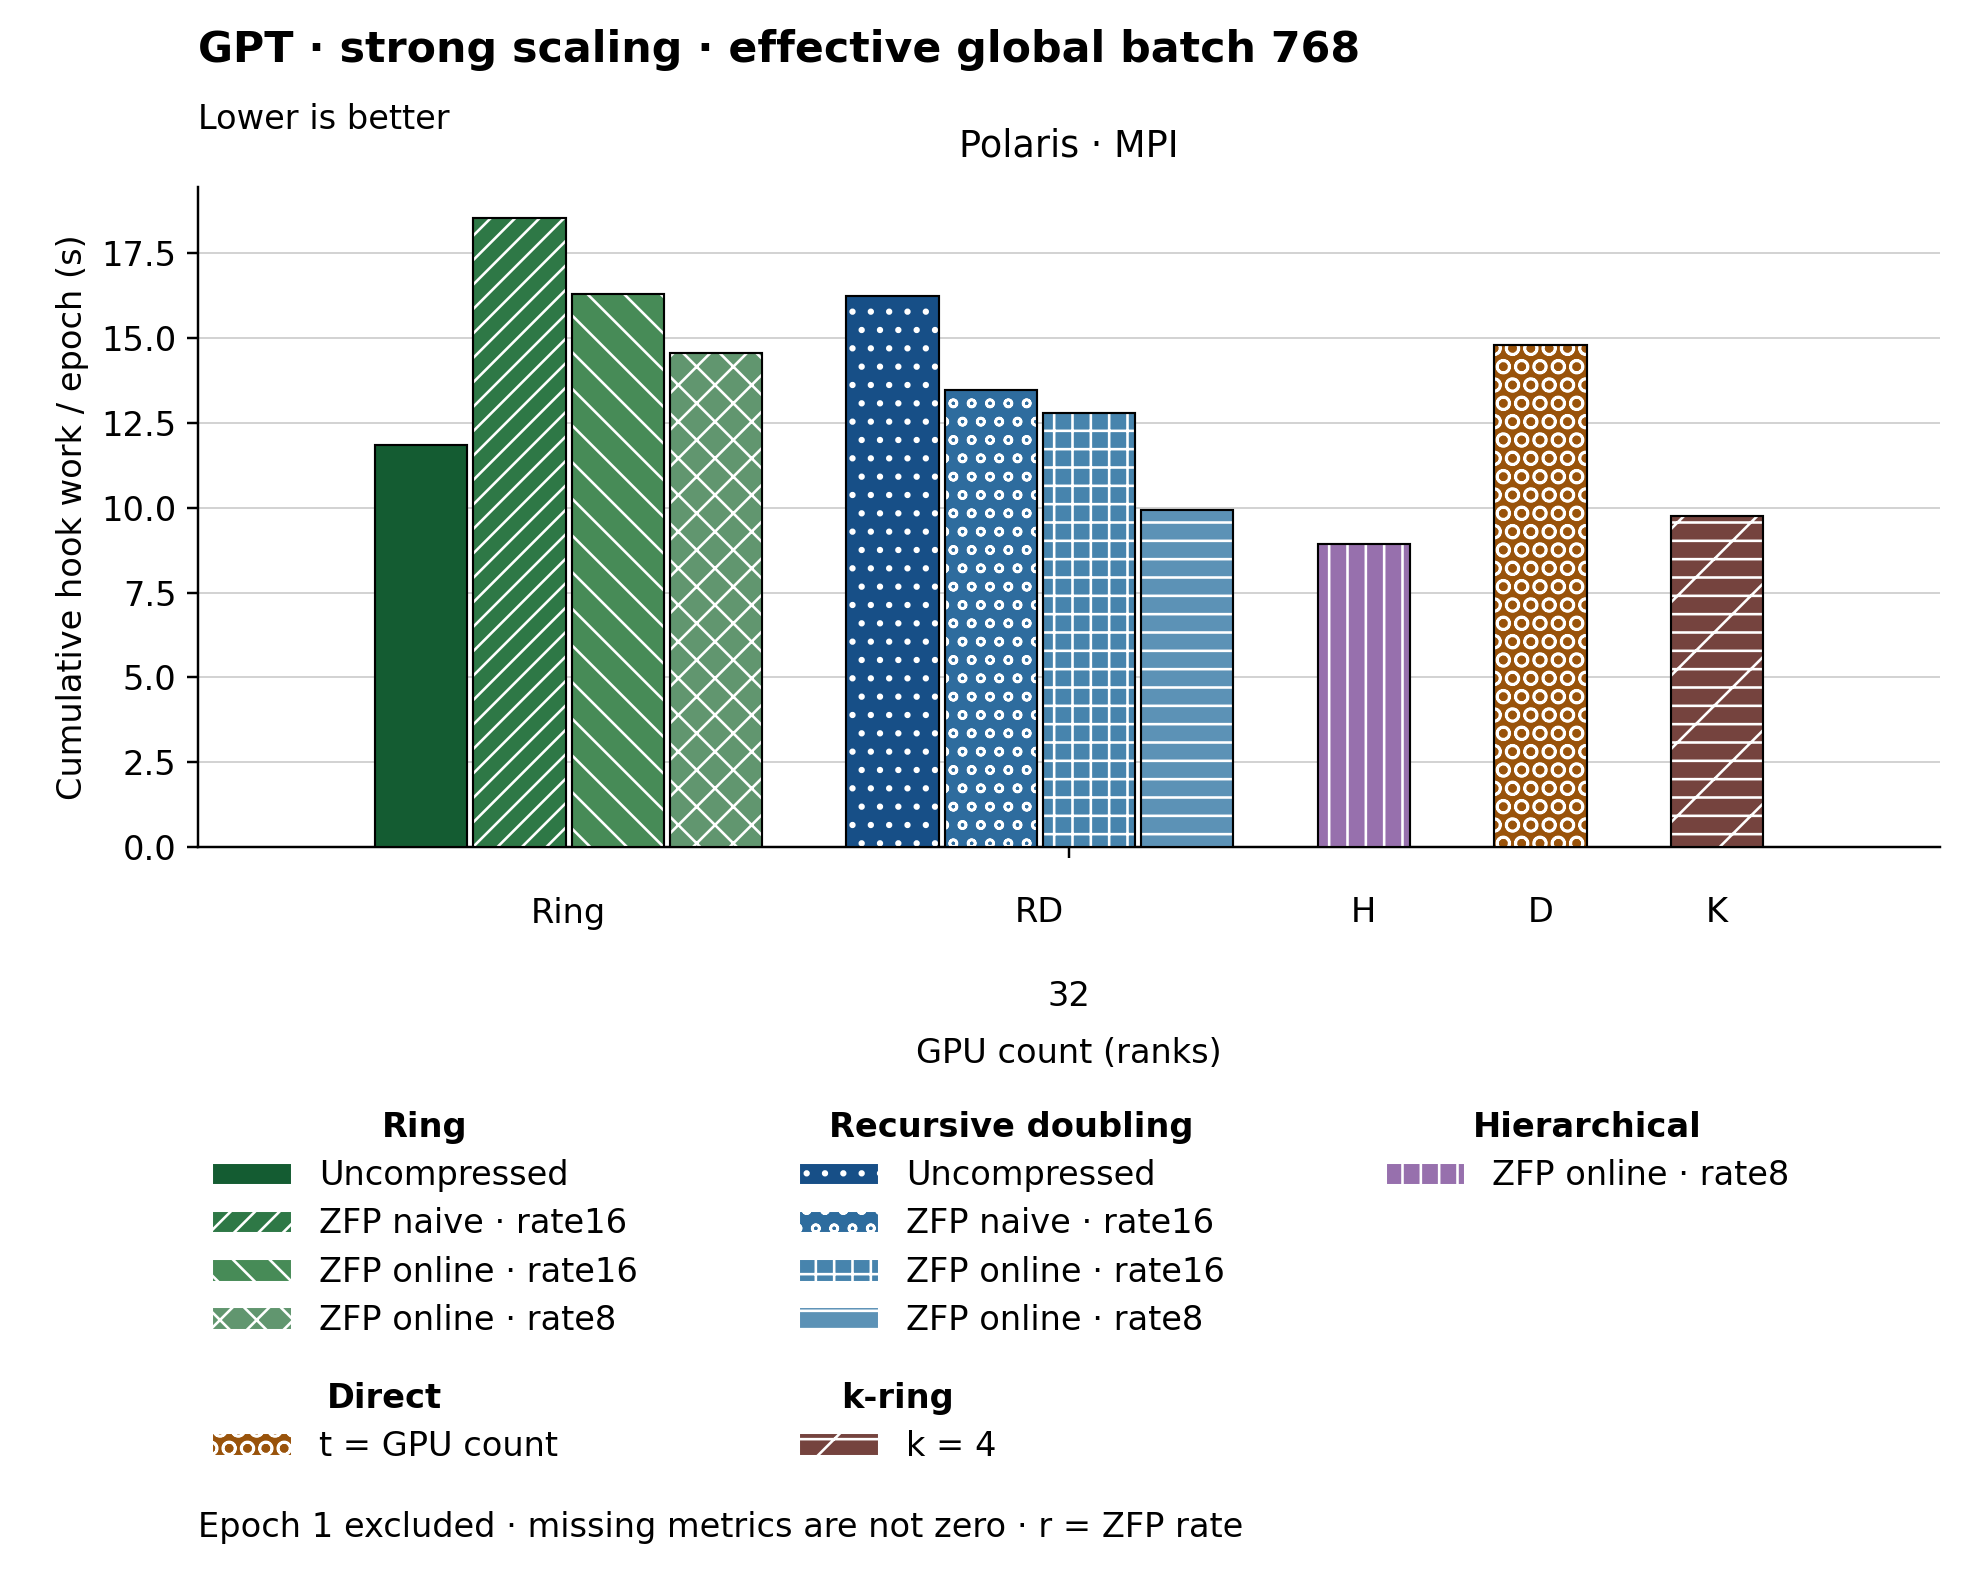 GPT · strong scaling · effective global batch 768
Lower is better
Polaris · MPI
Cumulative hook work / epoch (s)
17.5
15.0
12.5
10.0
7.5
5.0
2.5
0.0
Ring RD H D K
32
GPU count (ranks)
Ring
Uncompressed
ZFP naive · rate16
ZFP online · rate16
ZFP online · rate8
Recursive doubling
Uncompressed
ZFP naive · rate16
ZFP online · rate16
ZFP online · rate8
Hierarchical
ZFP online · rate8
Direct
t = GPU count
k-ring
k = 4
Epoch 1 excluded · missing metrics are not zero · r = ZFP rate